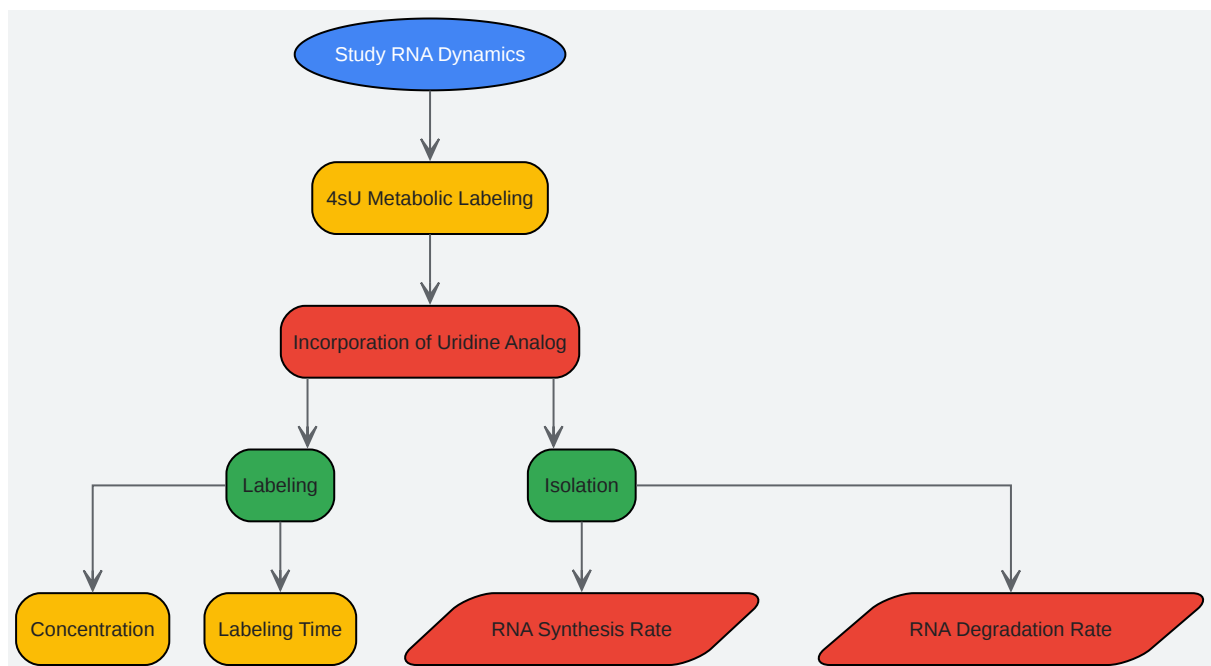 Study RNA Dynamics
4sU Metabolic Labeling
Incorporation of Uridine Analog
Labeling
Isolation
Concentration
Labeling Time
RNA Synthesis Rate
RNA Degradation Rate